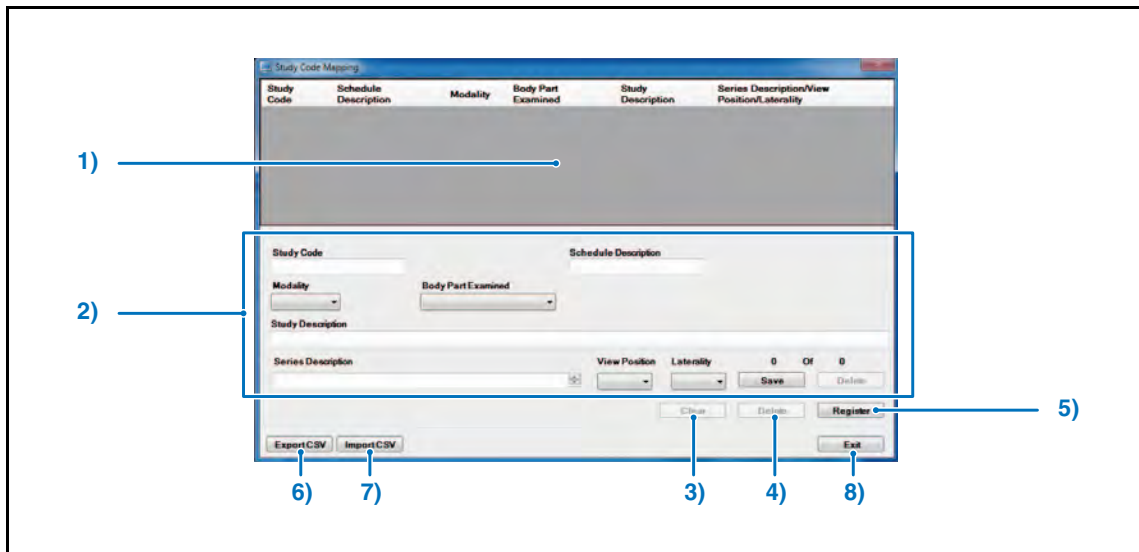 Study Code Mapping
Study Code Schedule Description Modality Body Part Examined Study Description Series Description/View Position/Laterality
1)
2)
Study Code Schedule Description
Modality Body Part Examined
Study Description
Series Description View Position Laterality 0 Of 0
Save Delete
Clear Delete Register 5)
Export CSV Import CSV Exit
6) 7) 3) 4) 8)